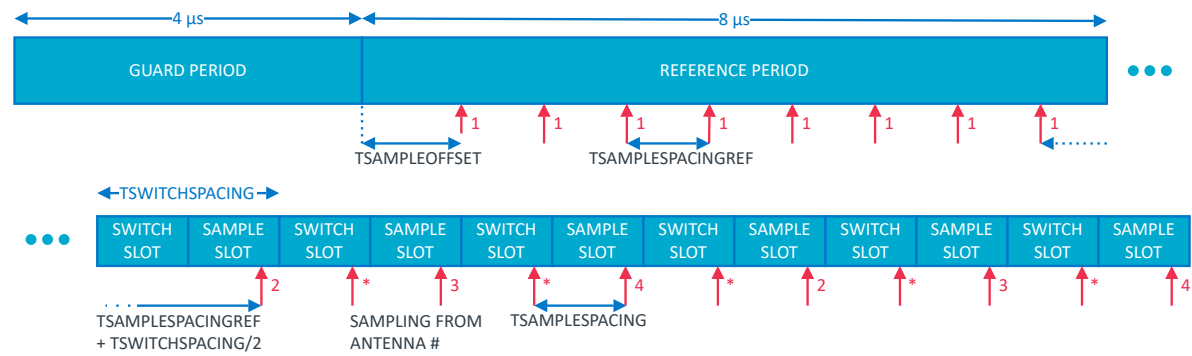 4 µs
8 µs
GUARD PERIOD
REFERENCE PERIOD
1 1 1 1 1 1 1 1
TSAMPLEOFFSET
TSAMPLESPACINGREF
TSWITCHSPACING
SWITCH SAMPLE SWITCH SAMPLE SWITCH SAMPLE SWITCH SAMPLE SWITCH SAMPLE SWITCH SAMPLE
SLOT SLOT SLOT SLOT SLOT SLOT SLOT SLOT SLOT SLOT SLOT SLOT
2 * 3 * 4 * 2 * 3 * 4
TSAMPLESPACINGREF
+ TSWITCHSPACING/2
SAMPLING FROM
ANTENNA #
TSAMPLESPACING